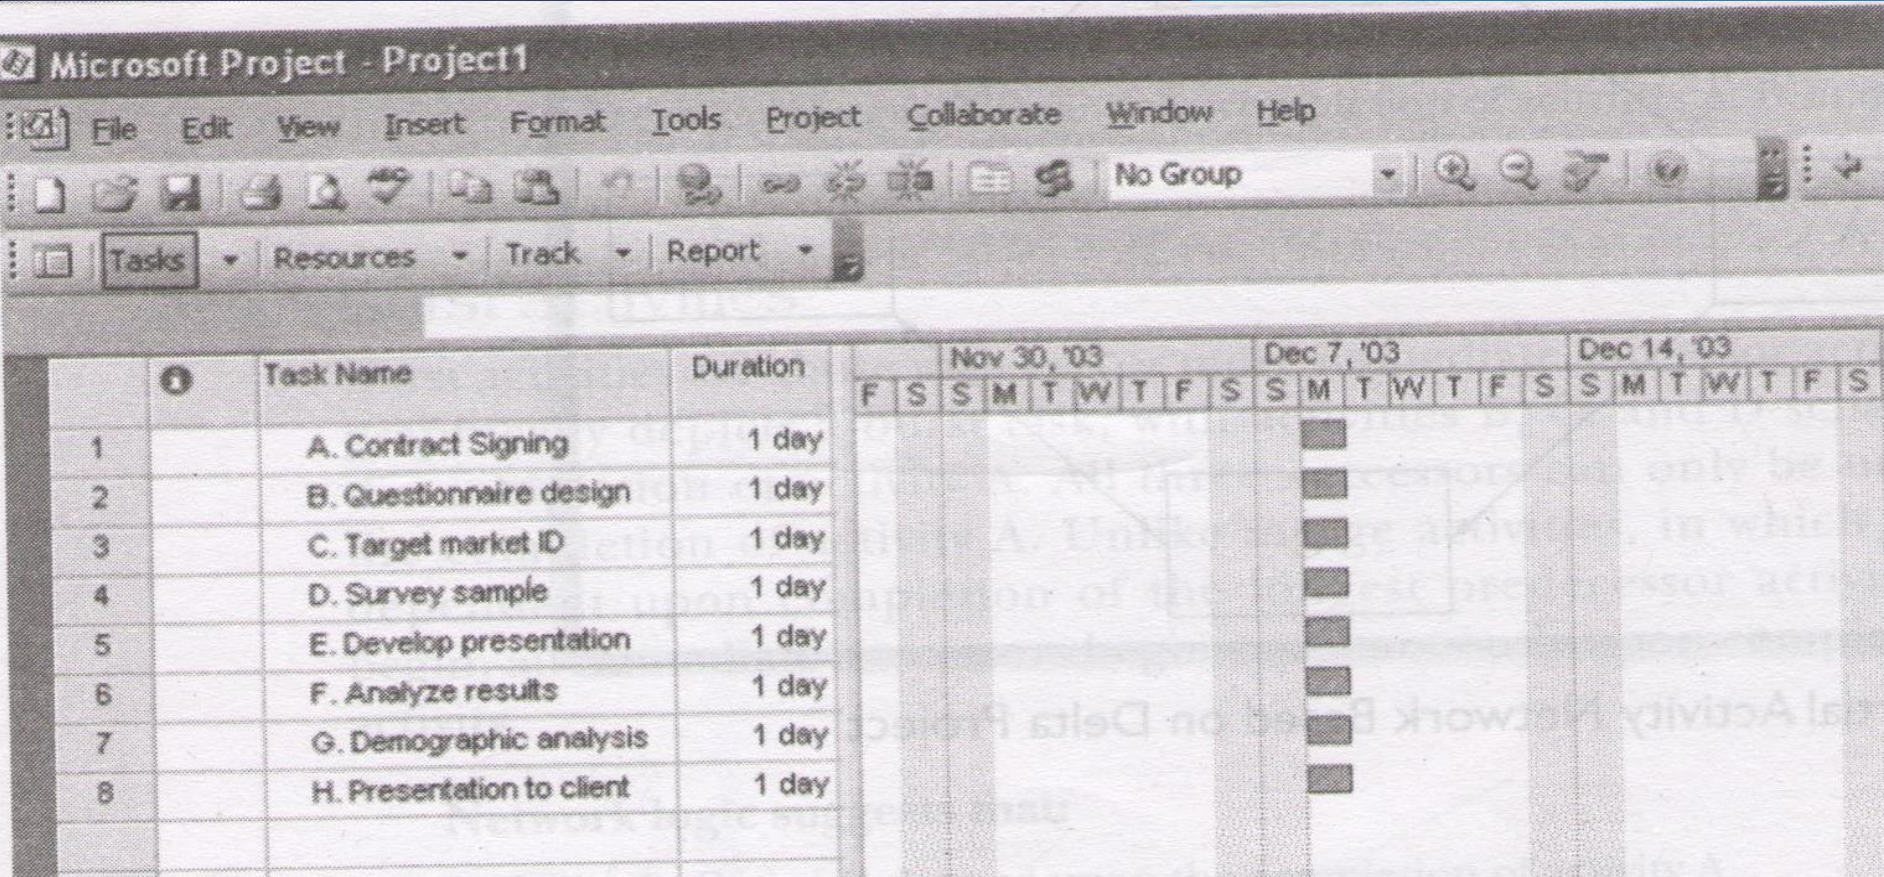 Microsoft Project - Project1
File Edit View Insert Format Tools Project Collaborate Window Help
ABC No Group
Tasks Resources Track Report
Task Name Duration Nov 30, '03 Dec 7, '03 Dec 14, '03
F S S M T W T F S S M T W T F S S M T W T F S
1 A. Contract Signing 1 day
2 B. Questionnaire design 1 day
3 C. Target market ID 1 day
4 D. Survey sample 1 day
5 E. Develop presentation 1 day
6 F. Analyze results 1 day
7 G. Demographic analysis 1 day
8 H. Presentation to client 1 day